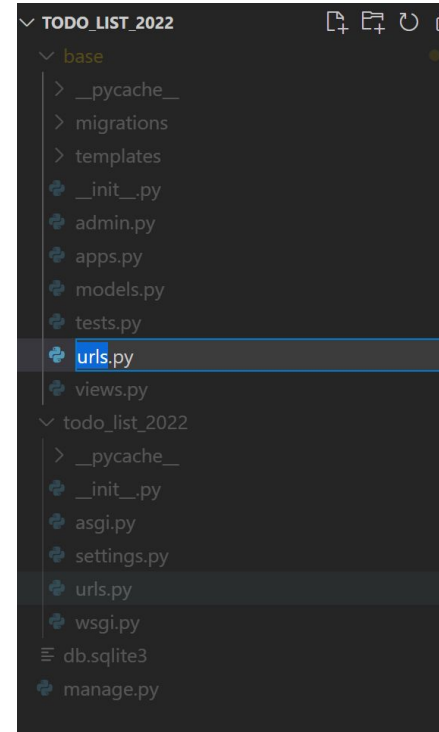 TODO_LIST_2022
base
__pycache__
migrations
templates
__init__.py
admin.py
apps.py
models.py
tests.py
urls.py
views.py
todo_list_2022
__pycache__
__init__.py
asgi.py
settings.py
urls.py
wsgi.py
db.sqlite3
manage.py